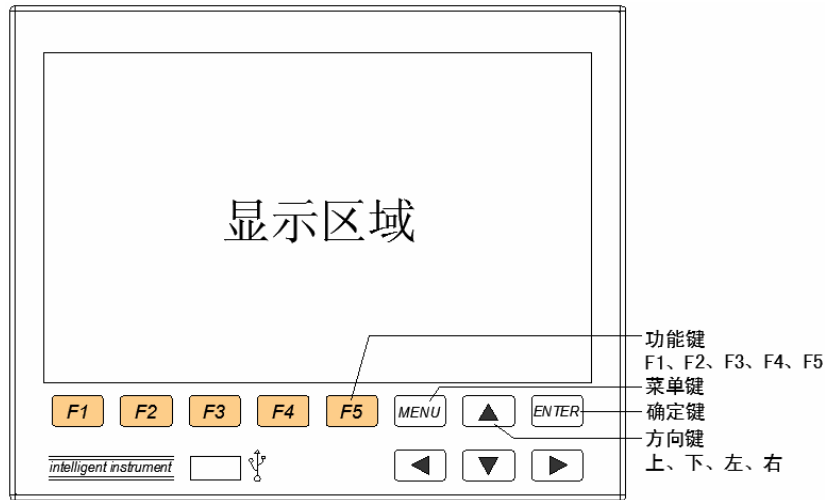 显示区域
功能键
F1、F2、F3、F4、F5
菜单键
确定键
方向键
上、下、左、右
F1 F2 F3 F4 F5 MENU ENTER
intelligent instrument